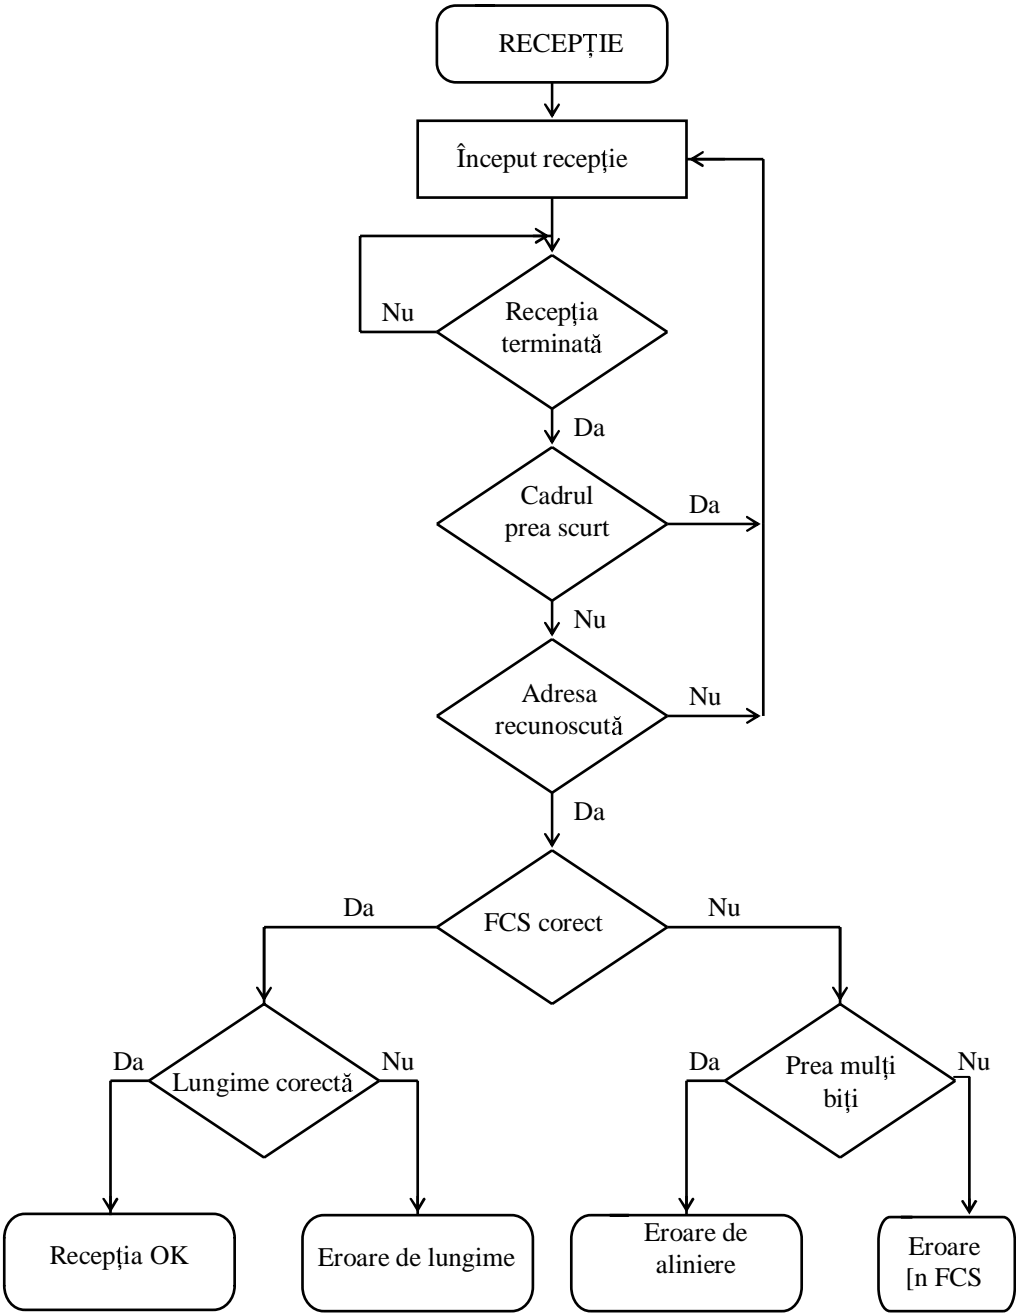 RECEPȚIE
Început recepție
Nu
Recepția
terminată
Da
Cadrul
prea scurt
Da
Nu
Adresa
recunoscută
Nu
Da
Da
FCS corect
Nu
Da
Lungime corectă
Nu
Da
Prea mulți
biți
Nu
Recepția OK
Eroare de lungime
Eroare de
aliniere
Eroare
[n FCS